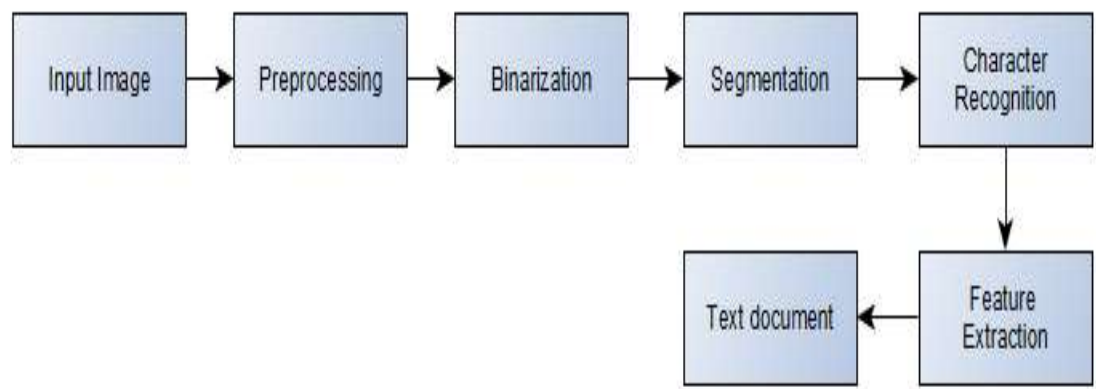 Input Image
Preprocessing
Binarization
Segmentation
Character
Recognition
Feature
Extraction
Text document